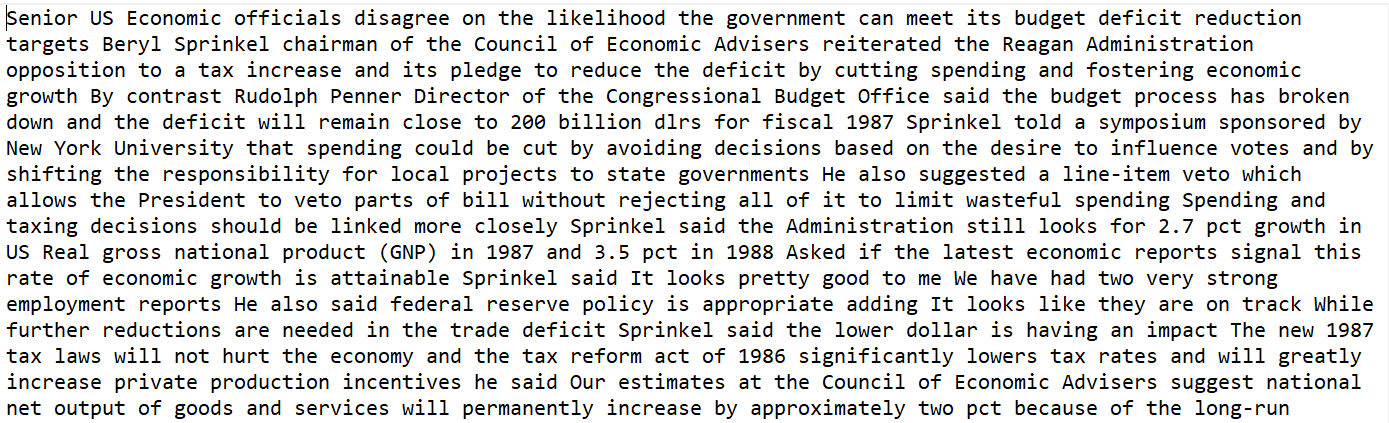 Senior US Economic officials disagree on the likelihood the government can meet its budget deficit reduction
targets Beryl Sprinkel chairman of the Council of Economic Advisers reiterated the Reagan Administration
opposition to a tax increase and its pledge to reduce the deficit by cutting spending and fostering economic
growth By contrast Rudolph Penner Director of the Congressional Budget Office said the budget process has broken
down and the deficit will remain close to 200 billion dlrs for fiscal 1987 Sprinkel told a symposium sponsored by
New York University that spending could be cut by avoiding decisions based on the desire to influence votes and by
shifting the responsibility for local projects to state governments He also suggested a line-item veto which
allows the President to veto parts of bill without rejecting all of it to limit wasteful spending Spending and
taxing decisions should be linked more closely Sprinkel said the Administration still looks for 2.7 pct growth in
US Real gross national product (GNP) in 1987 and 3.5 pct in 1988 Asked if the latest economic reports signal this
rate of economic growth is attainable Sprinkel said It looks pretty good to me We have had two very strong
employment reports He also said federal reserve policy is appropriate adding It looks like they are on track While
further reductions are needed in the trade deficit Sprinkel said the lower dollar is having an impact The new 1987
tax laws will not hurt the economy and the tax reform act of 1986 significantly lowers tax rates and will greatly
increase private production incentives he said Our estimates at the Council of Economic Advisers suggest national
net output of goods and services will permanently increase by approximately two pct because of the long-run